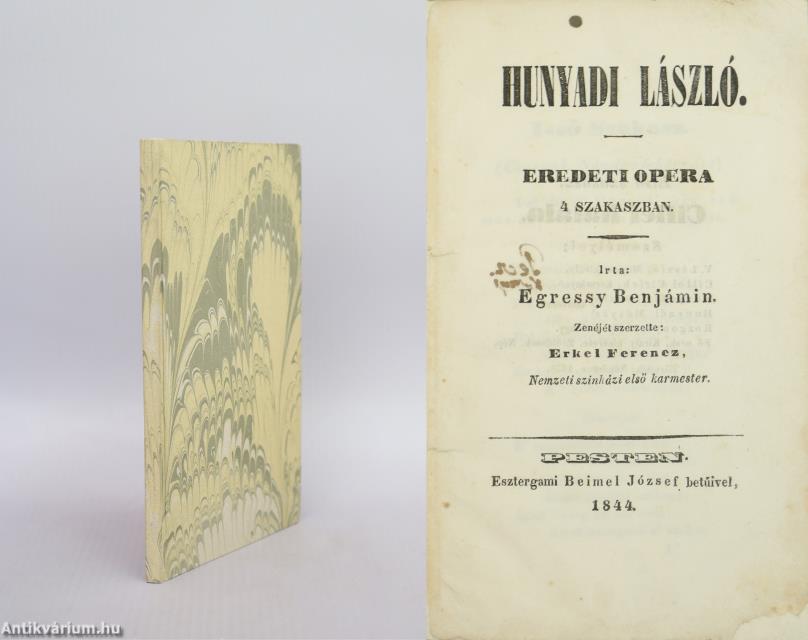 HUNYADI LÁSZLÓ.
EREDETI OPERA
4 SZAKASZBAN.
Irta:
Egressy Benjámin.
Zenéjét szerzette:
Erkel Ferencz,
Nemzeti szinházi első karmester.
PESTEN.
Esztergami Beimel József betűivel,
1844.
Antikvárium.hu